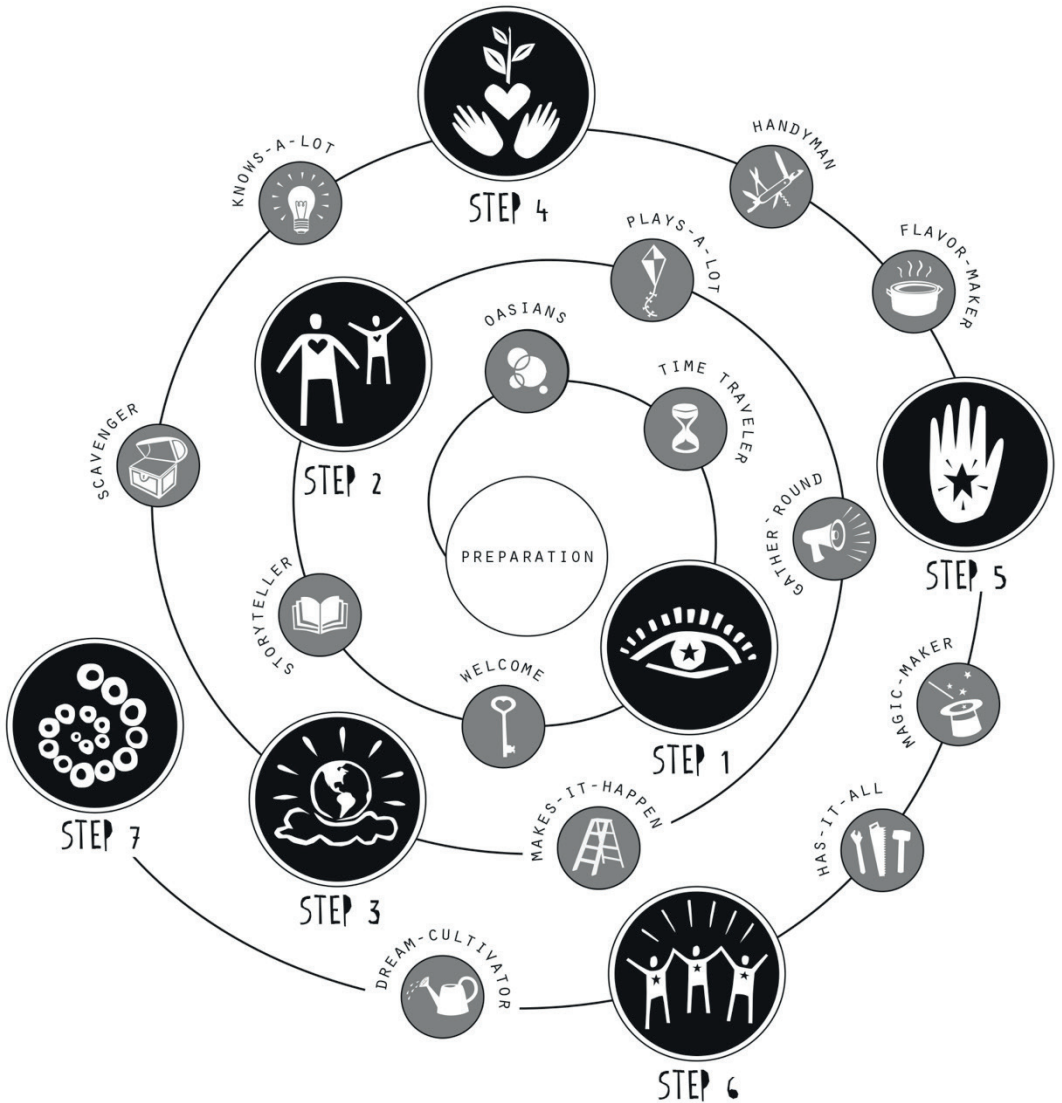 PREPARATION
OASIANS
TIME TRAVELER
STEP 1
WELCOME
STORYTELLER
STEP 2
PLAYS-A-LOT
GATHER`ROUND
MAKES-IT-HAPPEN
STEP 3
SCAVENGER
KNOWS-A-LOT
STEP 4
HANDYMAN
FLAVOR-MAKER
STEP 5
MAGIC-MAKER
HAS-IT-ALL
STEP 6
DREAM-CULTIVATOR
STEP 7